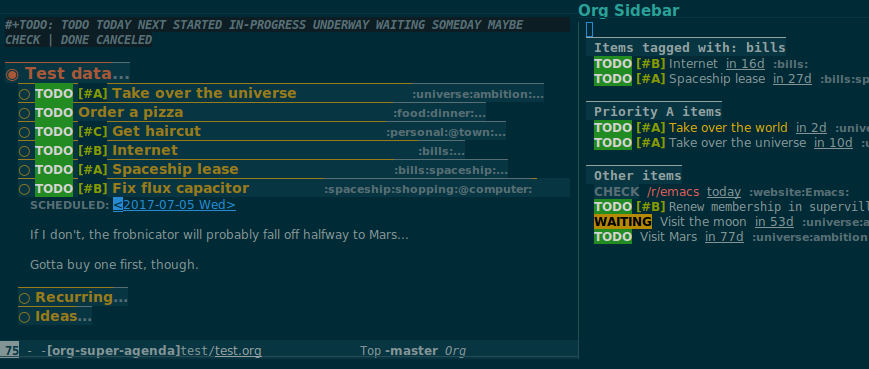 #+TODO: TODO TODAY NEXT STARTED IN-PROGRESS UNDERWAY WAITING SOMEDAY MAYBE
CHECK | DONE CANCELED
Test data...
TODO [#A] Take over the universe :universe:ambition:...
TODO Order a pizza :food:dinner:...
TODO [#C] Get haircut :personal:@town:...
TODO [#B] Internet :bills:...
TODO [#A] Spaceship lease :bills:spaceship:...
TODO [#B] Fix flux capacitor :spaceship:shopping:@computer:
SCHEDULED: <2017-07-05 Wed>
If I don't, the frobnicator will probably fall off halfway to Mars...
Gotta buy one first, though.
Recurring...
Ideas...
75 - -[org-super-agenda]test/test.org Top -master Org
Org Sidebar
Items tagged with: bills
TODO [#B] Internet in 16d :bills:
TODO [#A] Spaceship lease in 27d :bills:sp
Priority A items
TODO [#A] Take over the world in 2d :unive
TODO [#A] Take over the universe in 10d :u
Other items
CHECK /r/emacs today :website:Emacs:
TODO [#B] Renew membership in supervill
WAITING Visit the moon in 53d :universe:a
TODO Visit Mars in 77d :universe:ambition